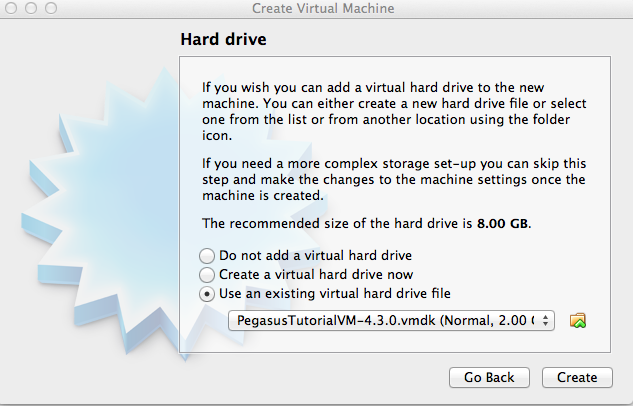 Create Virtual Machine
Hard drive
If you wish you can add a virtual hard drive to the new
machine. You can either create a new hard drive file or select
one from the list or from another location using the folder
icon.
If you need a more complex storage set-up you can skip this
step and make the changes to the machine settings once the
machine is created.
The recommended size of the hard drive is 8.00 GB.
Do not add a virtual hard drive
Create a virtual hard drive now
Use an existing virtual hard drive file
PegasusTutorialVM-4.3.0.vmdk (Normal, 2.00
Go Back Create